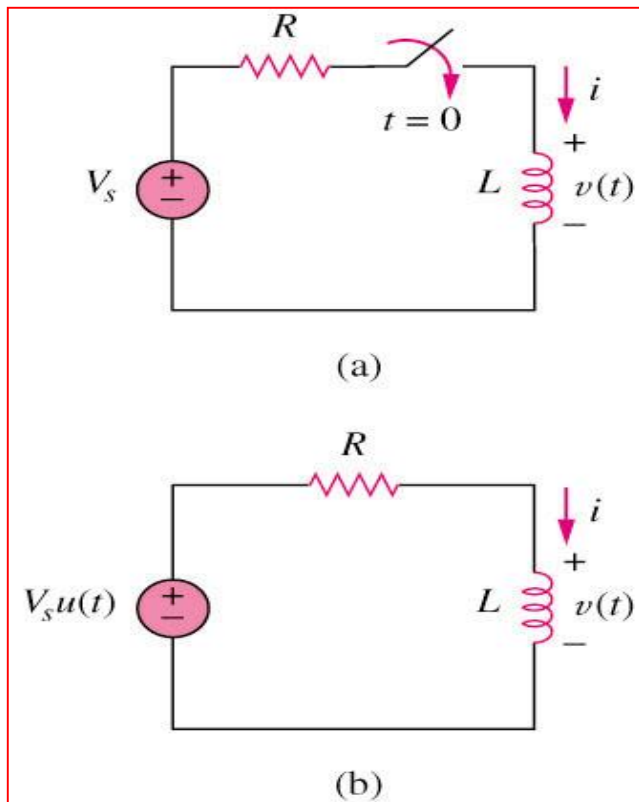 R
t = 0
i
+
V_s
+
−
L
v(t)
−
(a)
R
i
+
V_s u(t)
+
−
L
v(t)
−
(b)